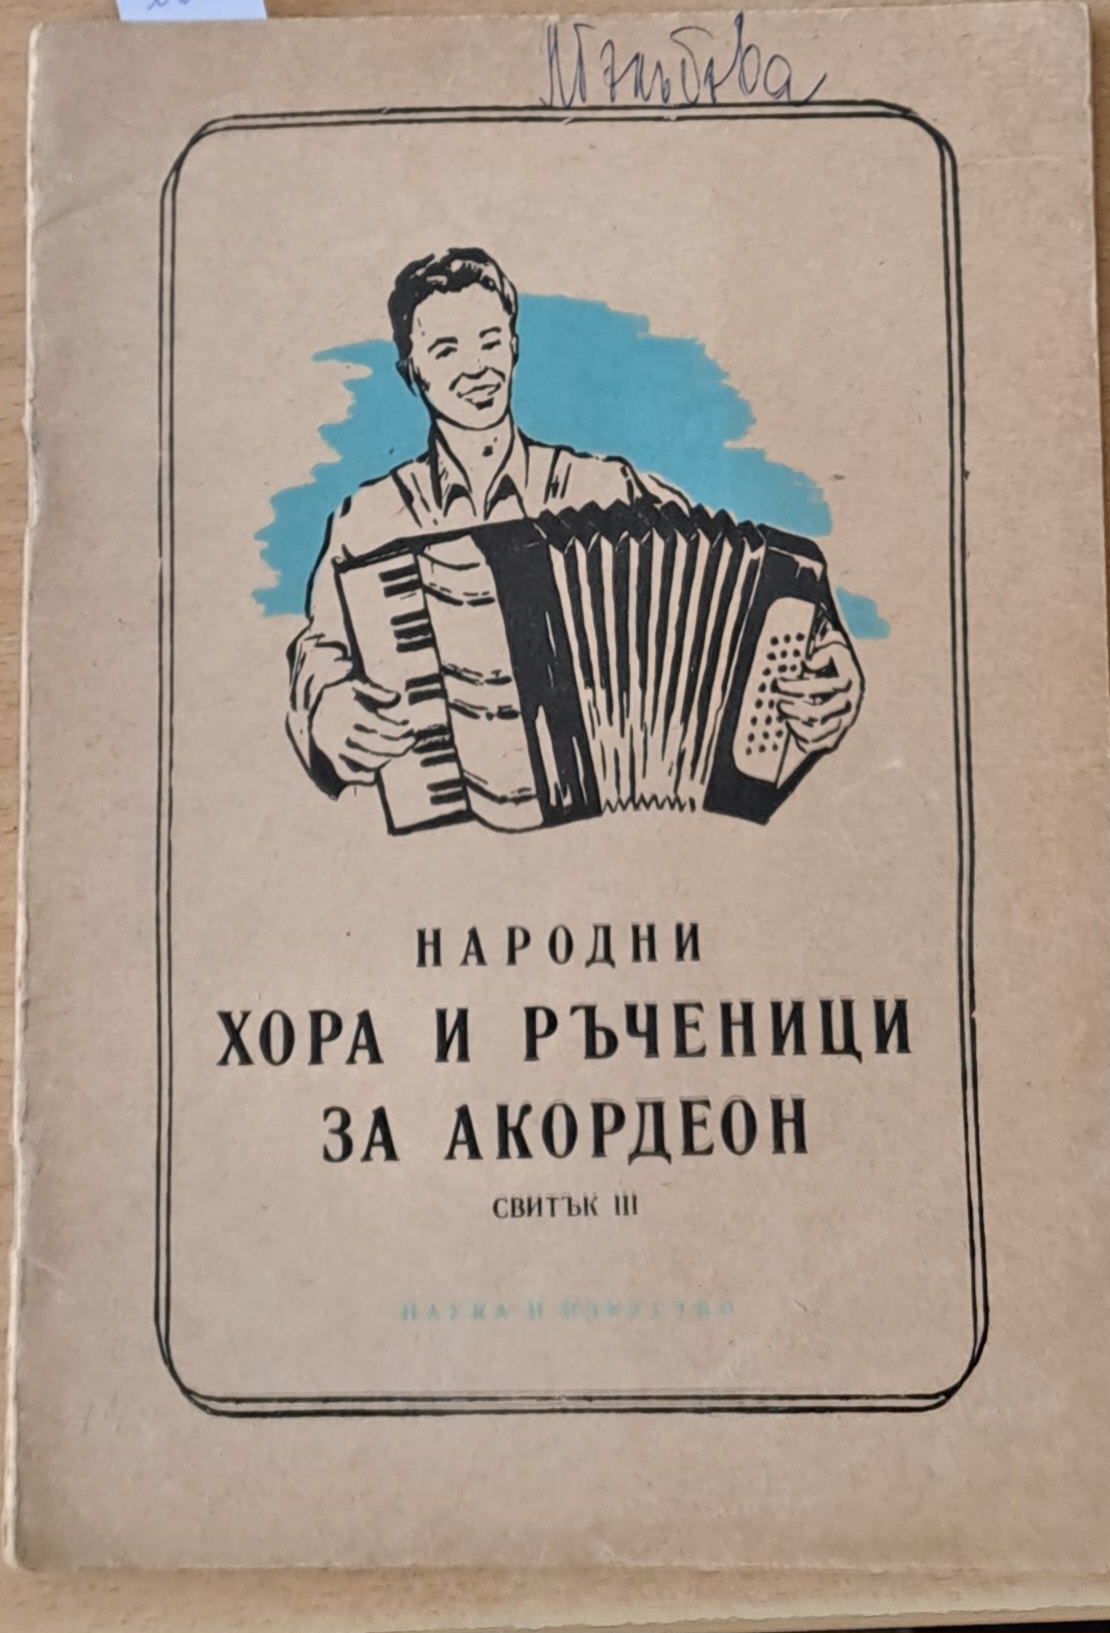 НАРОДНИ
ХОРА И РЪЧЕНИЦИ
ЗА АКОРДЕОН
СВИТЪК III
НАУКА И ИЗКУСТВО